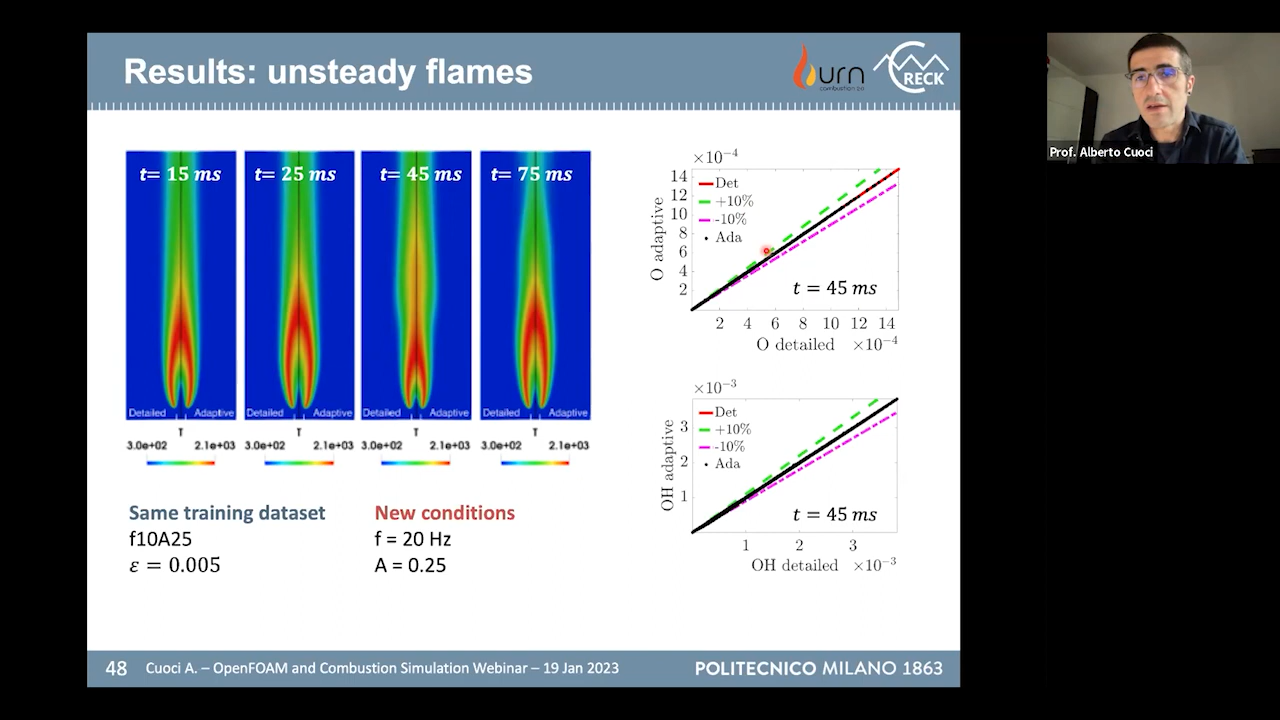 Results: unsteady flames
urn
combustion
CRECK
Prof. Alberto Cuoci
t= 15 ms
t= 25 ms
t= 45 ms
t= 75 ms
Detailed Adaptive
Detailed Adaptive
Detailed Adaptive
Detailed Adaptive
T
T
T
T
3.0e+02 2.1e+03
3.0e+02 2.1e+03
3.0e+02 2.1e+03
3.0e+02 2.1e+03
×10⁻⁴
14
12
10
8
6
4
2
O adaptive
Det
+10%
-10%
Ada
t = 45 ms
2 4 6 8 10 12 14
O detailed ×10⁻⁴
×10⁻³
3
2
1
OH adaptive
Det
+10%
-10%
Ada
t = 45 ms
1 2 3
OH detailed ×10⁻³
Same training dataset
f10A25
ε = 0.005
New conditions
f = 20 Hz
A = 0.25
48 Cuoci A. – OpenFOAM and Combustion Simulation Webinar – 19 Jan 2023
POLITECNICO MILANO 1863